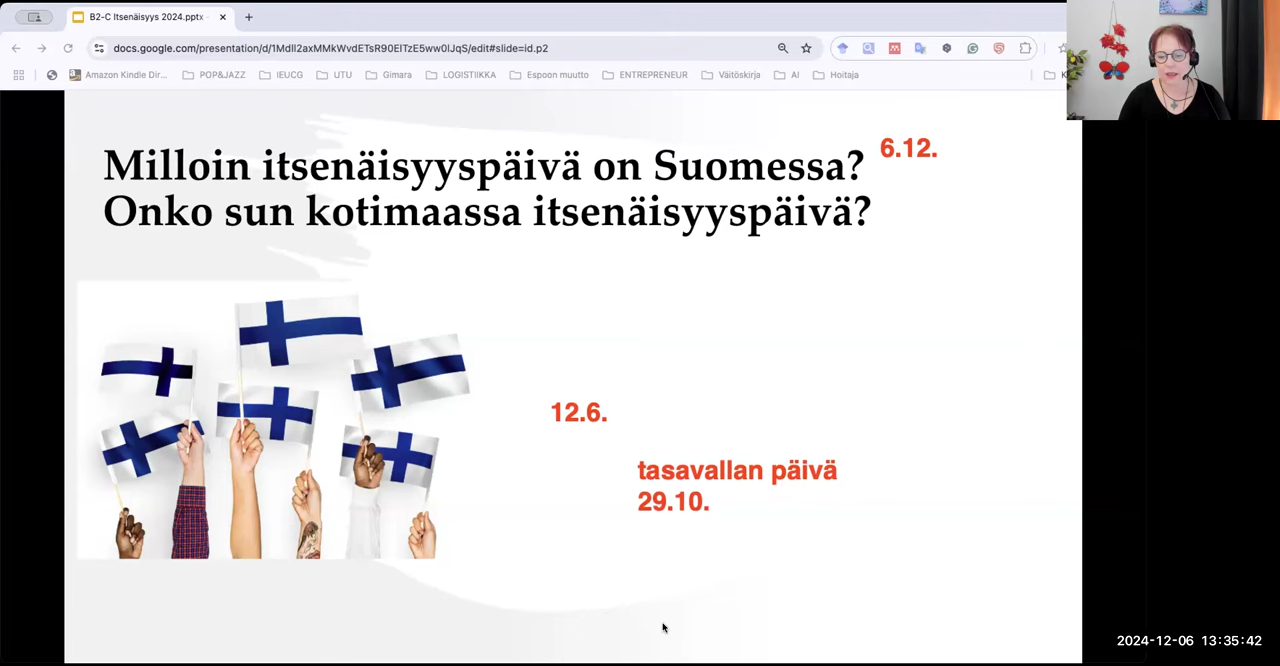 B2-C Itsenäisyys 2024.pptx
docs.google.com/presentation/d/1MdlI2axMMkWvdETsR90EITzE5ww0IJqS/edit#slide=id.p2
Amazon Kindle Dir... POP&JAZZ IEUCG UTU Gimara LOGISTIIKKA Espoon muutto ENTREPRENEUR Väitöskirja AI Hoitaja
Milloin itsenäisyyspäivä on Suomessa? 6.12.
Onko sun kotimaassa itsenäisyyspäivä?
12.6.
tasavallan päivä
29.10.
2024-12-06 13:35:42